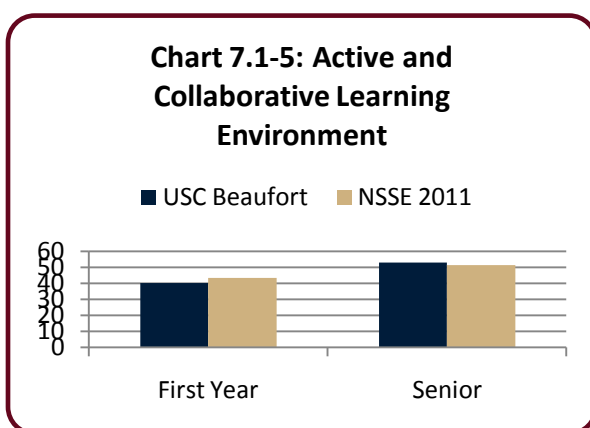 Chart 7.1-5: Active and
Collaborative Learning
Environment
USC Beaufort NSSE 2011
60
50
40
30
20
10
0
First Year Senior